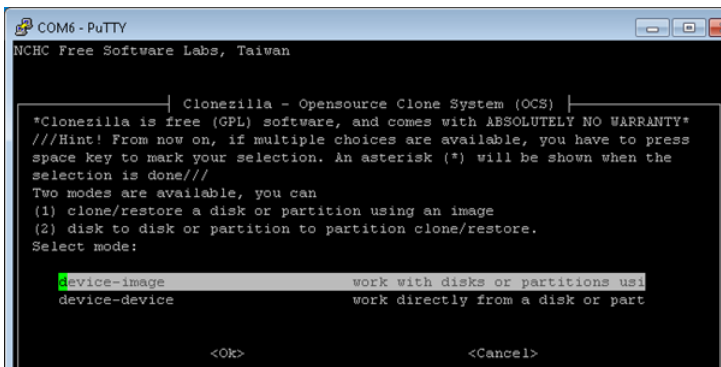 COM6 - PuTTY
NCHC Free Software Labs, Taiwan
Clonezilla - Opensource Clone System (OCS)
*Clonezilla is free (GPL) software, and comes with ABSOLUTELY NO WARRANTY*
///Hint! From now on, if multiple choices are available, you have to press
space key to mark your selection. An asterisk (*) will be shown when the
selection is done///
Two modes are available, you can
(1) clone/restore a disk or partition using an image
(2) disk to disk or partition to partition clone/restore.
Select mode:
device-image work with disks or partitions usi
device-device work directly from a disk or part
<Ok> <Cancel>